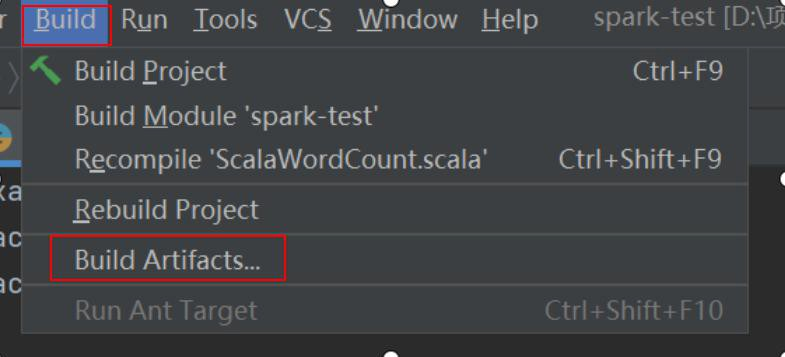 r Build Run Tools VCS Window Help spark-test [D:\项
Build Project Ctrl+F9
Build Module 'spark-test'
Recompile 'ScalaWordCount.scala' Ctrl+Shift+F9
xa
Rebuild Project
ac
Build Artifacts...
ac
Run Ant Target Ctrl+Shift+F10